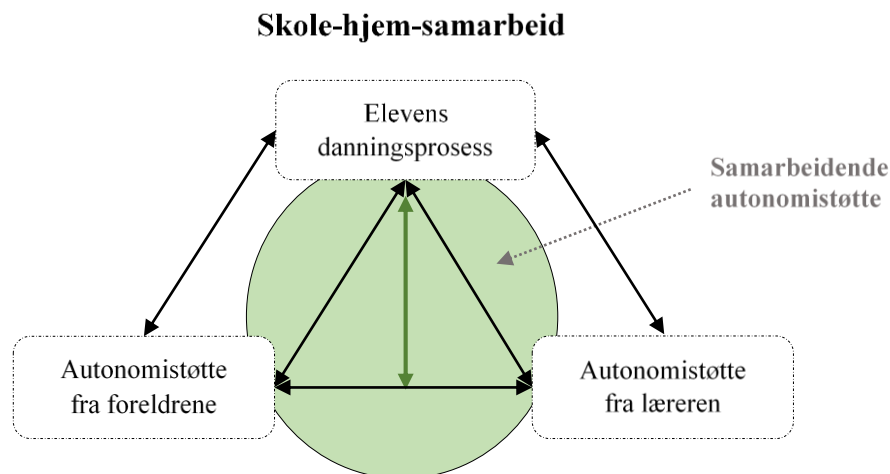 Skole-hjem-samarbeid
Elevens
danningsprosess
Samarbeidende
autonomistøtte
Autonomistøtte
fra foreldrene
Autonomistøtte
fra læreren